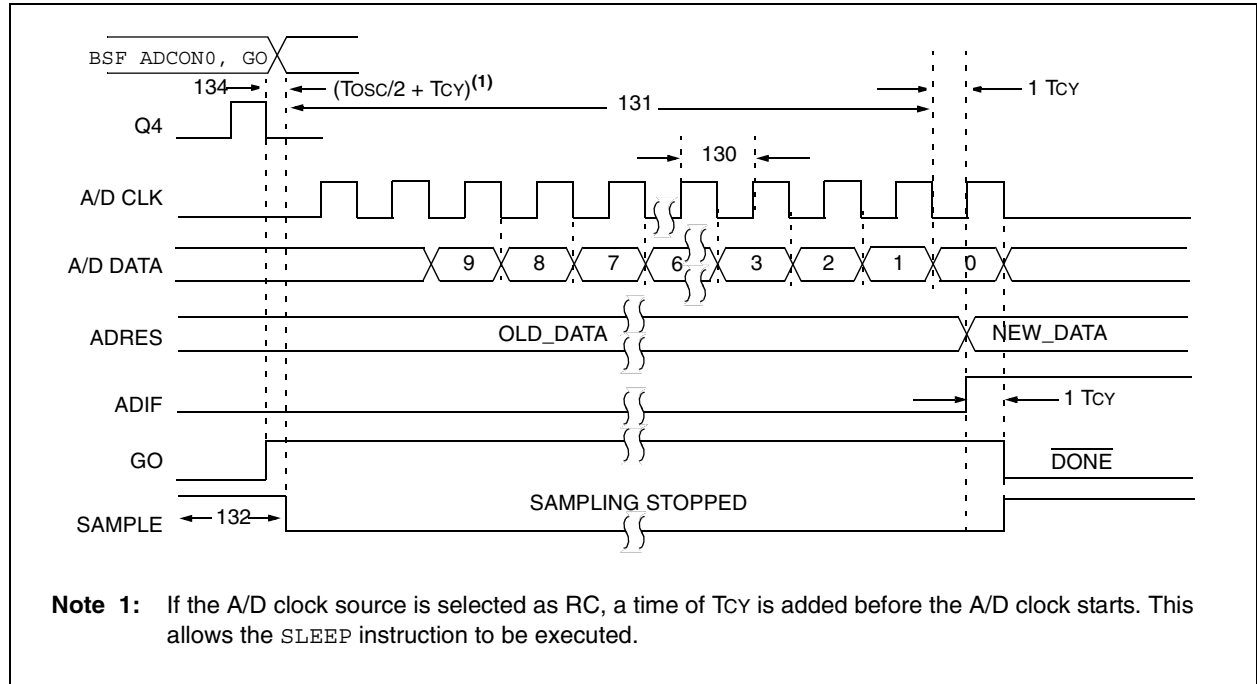 BSF ADCON0, GO
134 (TOSC/2 + TCY)(1) 1 TCY
131
Q4
130
A/D CLK
A/D DATA 9 8 7 6 3 2 1 0
ADRES OLD_DATA NEW_DATA
ADIF 1 TCY
GO DONE
SAMPLE 132 SAMPLING STOPPED
Note 1: If the A/D clock source is selected as RC, a time of TCY is added before the A/D clock starts. This
allows the SLEEP instruction to be executed.